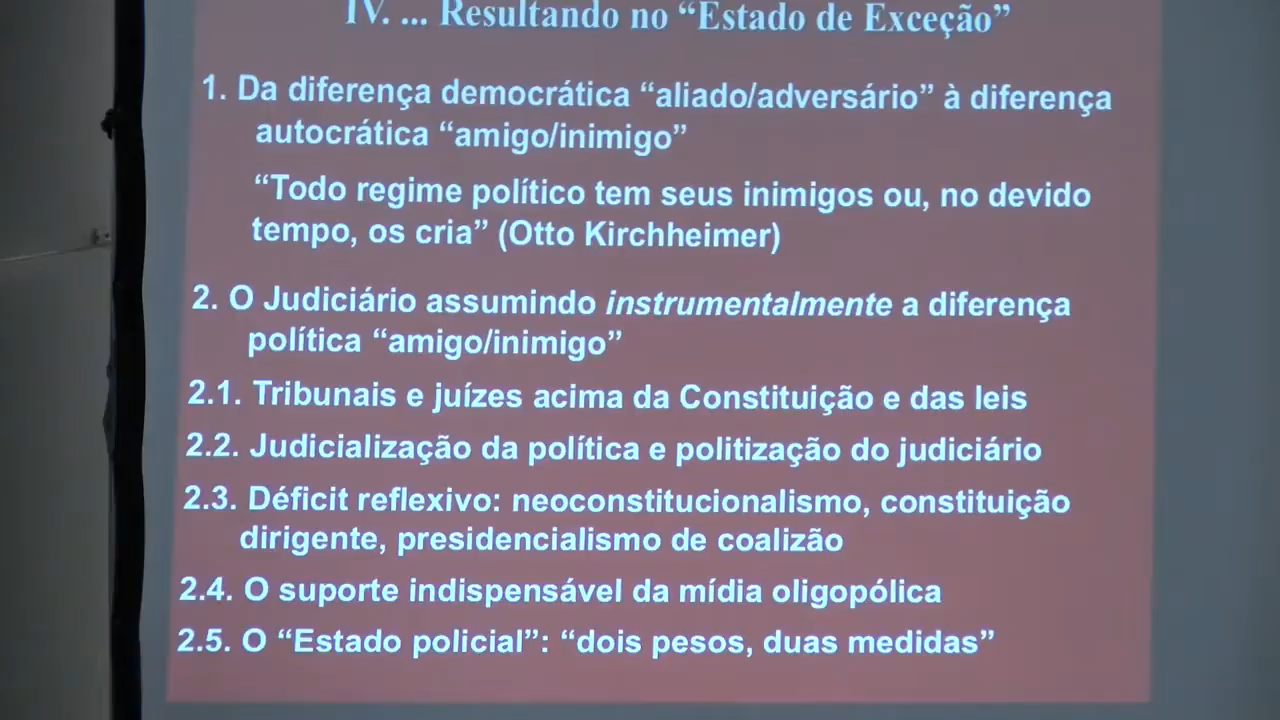 IV. ... Resultando no “Estado de Exceção”
1. Da diferença democrática “aliado/adversário” à diferença
autocrática “amigo/inimigo”
“Todo regime político tem seus inimigos ou, no devido
tempo, os cria” (Otto Kirchheimer)
2. O Judiciário assumindo instrumentalmente a diferença
política “amigo/inimigo”
2.1. Tribunais e juízes acima da Constituição e das leis
2.2. Judicialização da política e politização do judiciário
2.3. Déficit reflexivo: neoconstitucionalismo, constituição
dirigente, presidencialismo de coalizão
2.4. O suporte indispensável da mídia oligopólica
2.5. O “Estado policial”: “dois pesos, duas medidas”